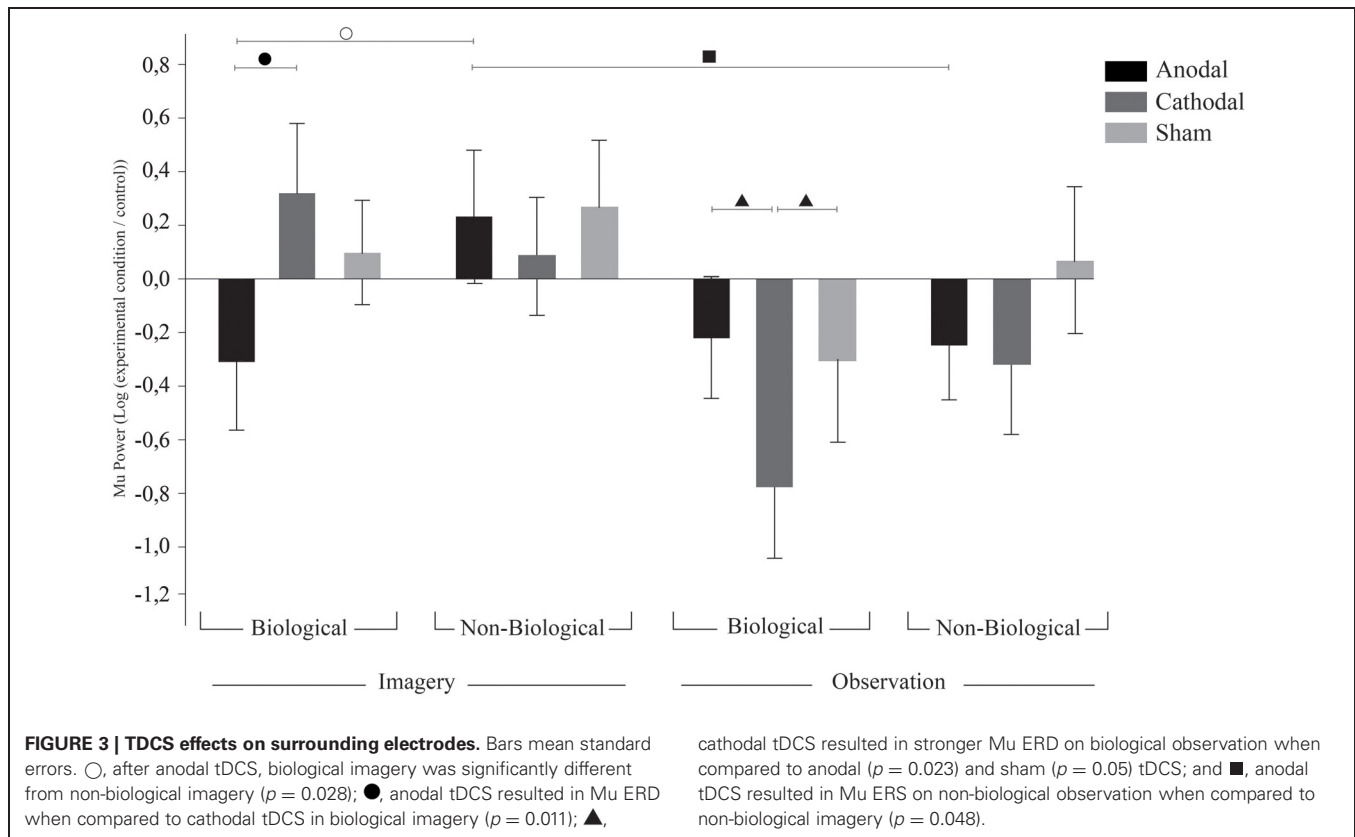 0,8
0,6
0,4
0,2
0,0
-0,2
-0,4
-0,6
-0,8
-1,0
-1,2
Mu Power (Log (experimental condition / control))
Anodal
Cathodal
Sham
Biological
Non-Biological
Biological
Non-Biological
Imagery
Observation
FIGURE 3 | TDCS effects on surrounding electrodes. Bars mean standard
errors. ○, after anodal tDCS, biological imagery was significantly different
from non-biological imagery (p = 0.028); ●, anodal tDCS resulted in Mu ERD
when compared to cathodal tDCS in biological imagery (p = 0.011); ▲,
cathodal tDCS resulted in stronger Mu ERD on biological observation when
compared to anodal (p = 0.023) and sham (p = 0.05) tDCS; and ■, anodal
tDCS resulted in Mu ERS on non-biological observation when compared to
non-biological imagery (p = 0.048).